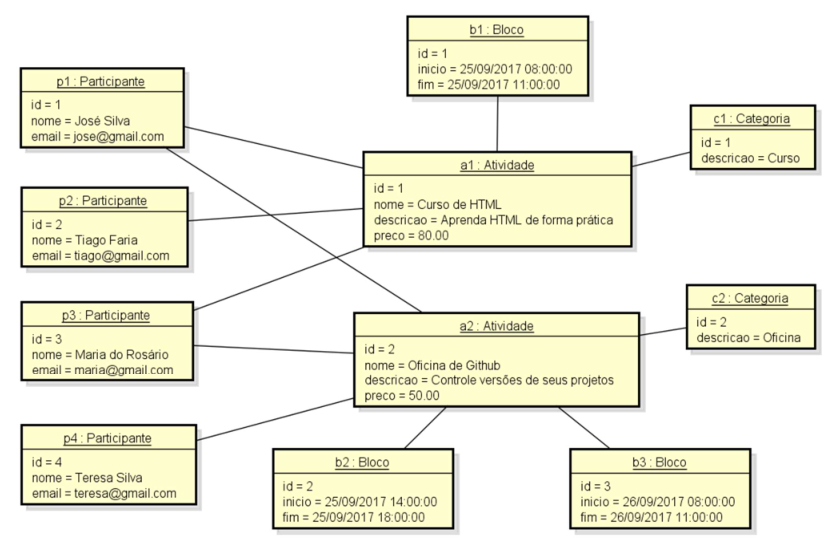 b1 : Bloco
id = 1
inicio = 25/09/2017 08:00:00
fim = 25/09/2017 11:00:00
p1 : Participante
id = 1
nome = José Silva
email = jose@gmail.com
c1 : Categoria
id = 1
descricao = Curso
a1 : Atividade
id = 1
nome = Curso de HTML
descricao = Aprenda HTML de forma prática
preco = 80.00
p2 : Participante
id = 2
nome = Tiago Faria
email = tiago@gmail.com
p3 : Participante
id = 3
nome = Maria do Rosário
email = maria@gmail.com
c2 : Categoria
id = 2
descricao = Oficina
a2 : Atividade
id = 2
nome = Oficina de Github
descricao = Controle versões de seus projetos
preco = 50.00
p4 : Participante
id = 4
nome = Teresa Silva
email = teresa@gmail.com
b2 : Bloco
id = 2
inicio = 25/09/2017 14:00:00
fim = 25/09/2017 18:00:00
b3 : Bloco
id = 3
inicio = 26/09/2017 08:00:00
fim = 26/09/2017 11:00:00